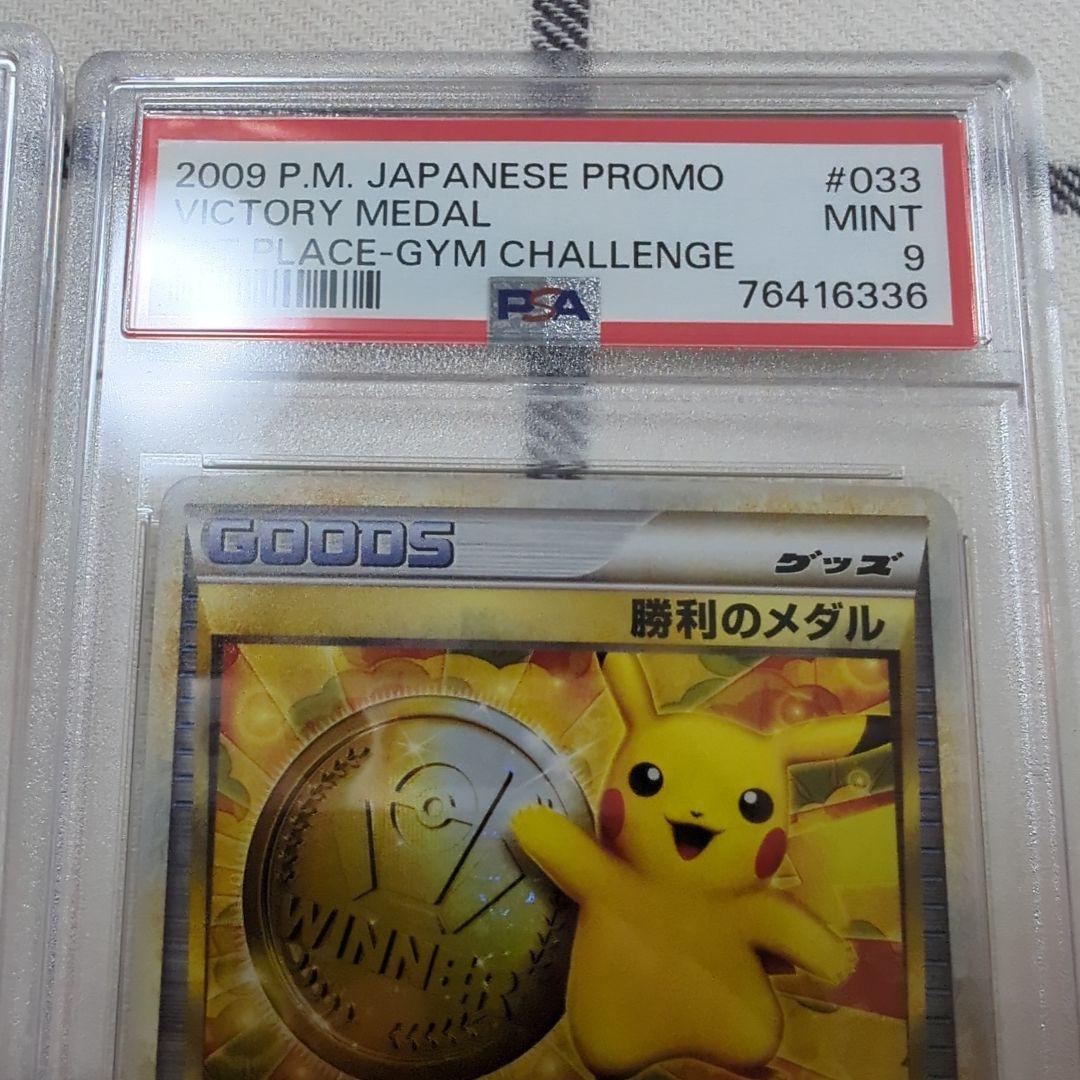 2009 P.M. JAPANESE PROMO #033
VICTORY MEDAL MINT
PLACE-GYM CHALLENGE 9
PSA 76416336
GOODS グッズ
勝利のメダル
WINNER